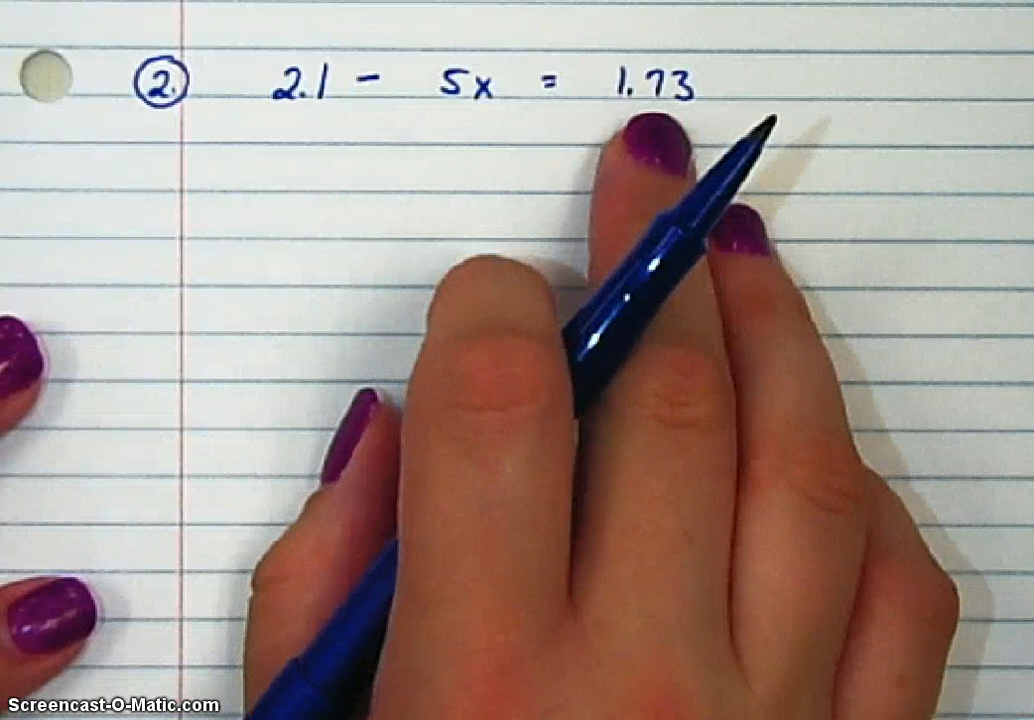 2. 2.1 - 5x = 1.73
Screencast-O-Matic.com